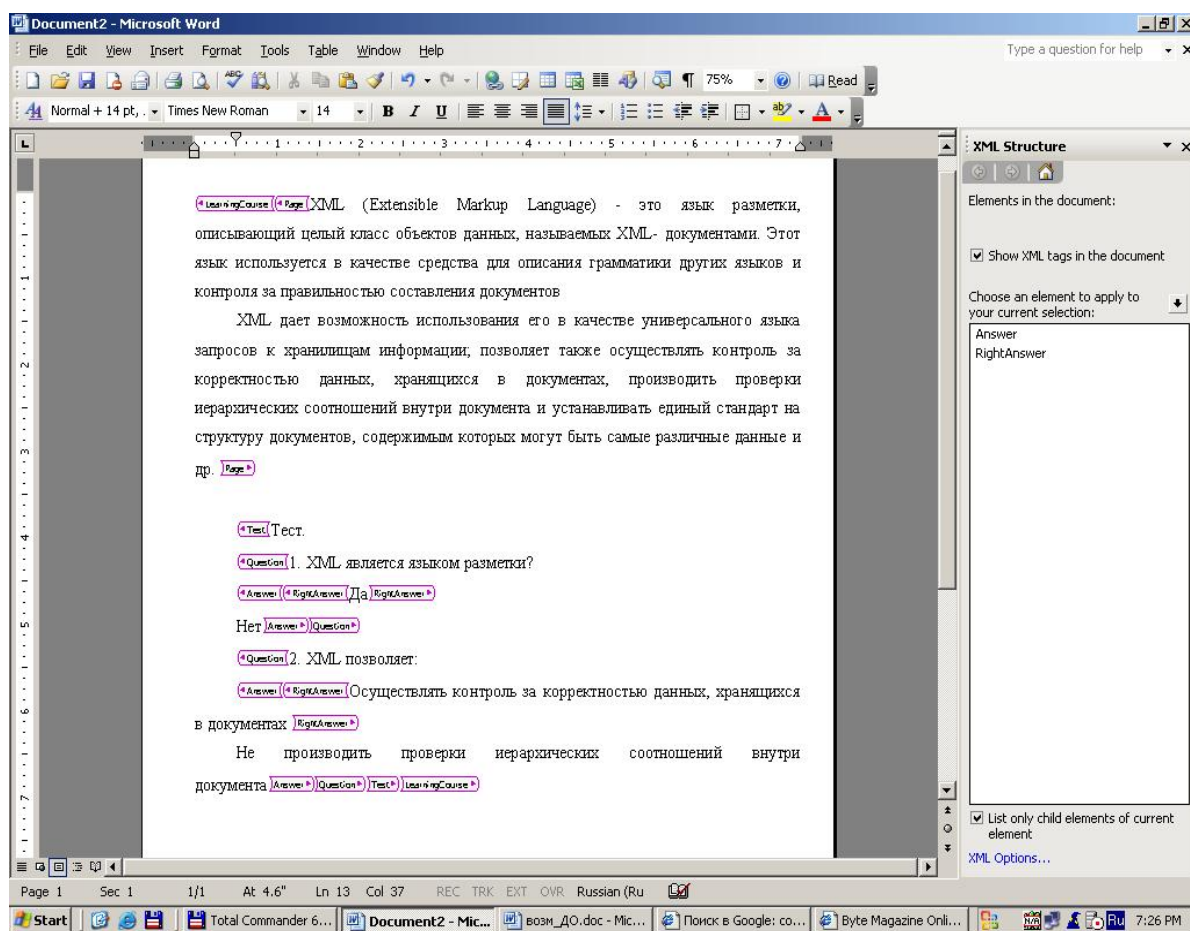 Document2 - Microsoft Word
File Edit View Insert Format Tools Table Window Help Type a question for help
75% Read
Normal + 14 pt, . Times New Roman 14 B I U
XML Structure
Elements in the document:
Show XML tags in the document
Choose an element to apply to
your current selection:
Answer
RightAnswer
List only child elements of current
element
XML Options...
LearningCourse Page XML (Extensible Markup Language) - это язык разметки,
описывающий целый класс объектов данных, называемых XML- документами. Этот
язык используется в качестве средства для описания грамматики других языков и
контроля за правильностью составления документов
XML дает возможность использования его в качестве универсального языка
запросов к хранилищам информации; позволяет также осуществлять контроль за
корректностью данных, хранящихся в документах, производить проверки
иерархических соотношений внутри документа и устанавливать единый стандарт на
структуру документов, содержимым которых могут быть самые различные данные и
др. Page
Test Тест.
Question 1. XML является языком разметки?
Answer RightAnswer Да RightAnswer
Нет Answer Question
Question 2. XML позволяет:
Answer RightAnswer Осуществлять контроль за корректностью данных, хранящихся
в документах RightAnswer
Не производить проверки иерархических соотношений внутри
документа Answer Question Test LearningCourse
Page 1 Sec 1 1/1 At 4.6" Ln 13 Col 37 REC TRK EXT OVR Russian (Ru
Start Total Commander 6... Document2 - Mic... возм_ДО.doc - Mic... Поиск в Google: со... Byte Magazine Onli... Ru 7:26 PM